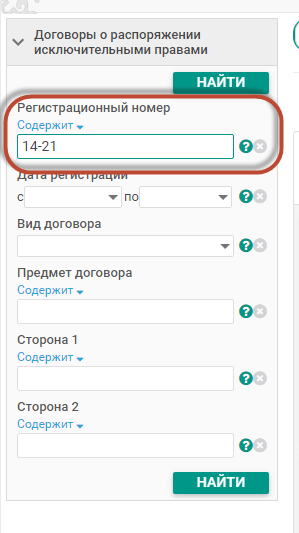 Договоры о распоряжении
исключительными правами
НАЙТИ
Регистрационный номер
Содержит
14-21
Дата регистрации
с по
Вид договора
Предмет договора
Содержит
Сторона 1
Содержит
Сторона 2
Содержит
НАЙТИ